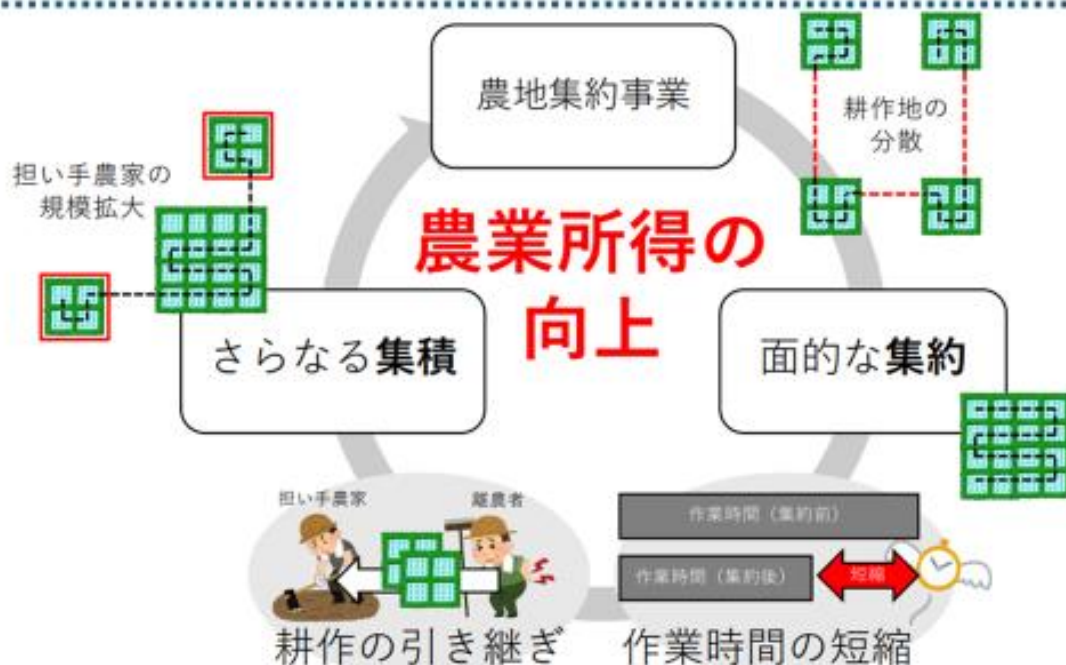 農地集約事業
耕作地の
分散
担い手農家の
規模拡大
農業所得の
向上
さらなる集積
面的な集約
担い手農家
離農者
作業時間（集約前）
作業時間（集約後）
短縮
耕作の引き継ぎ
作業時間の短縮